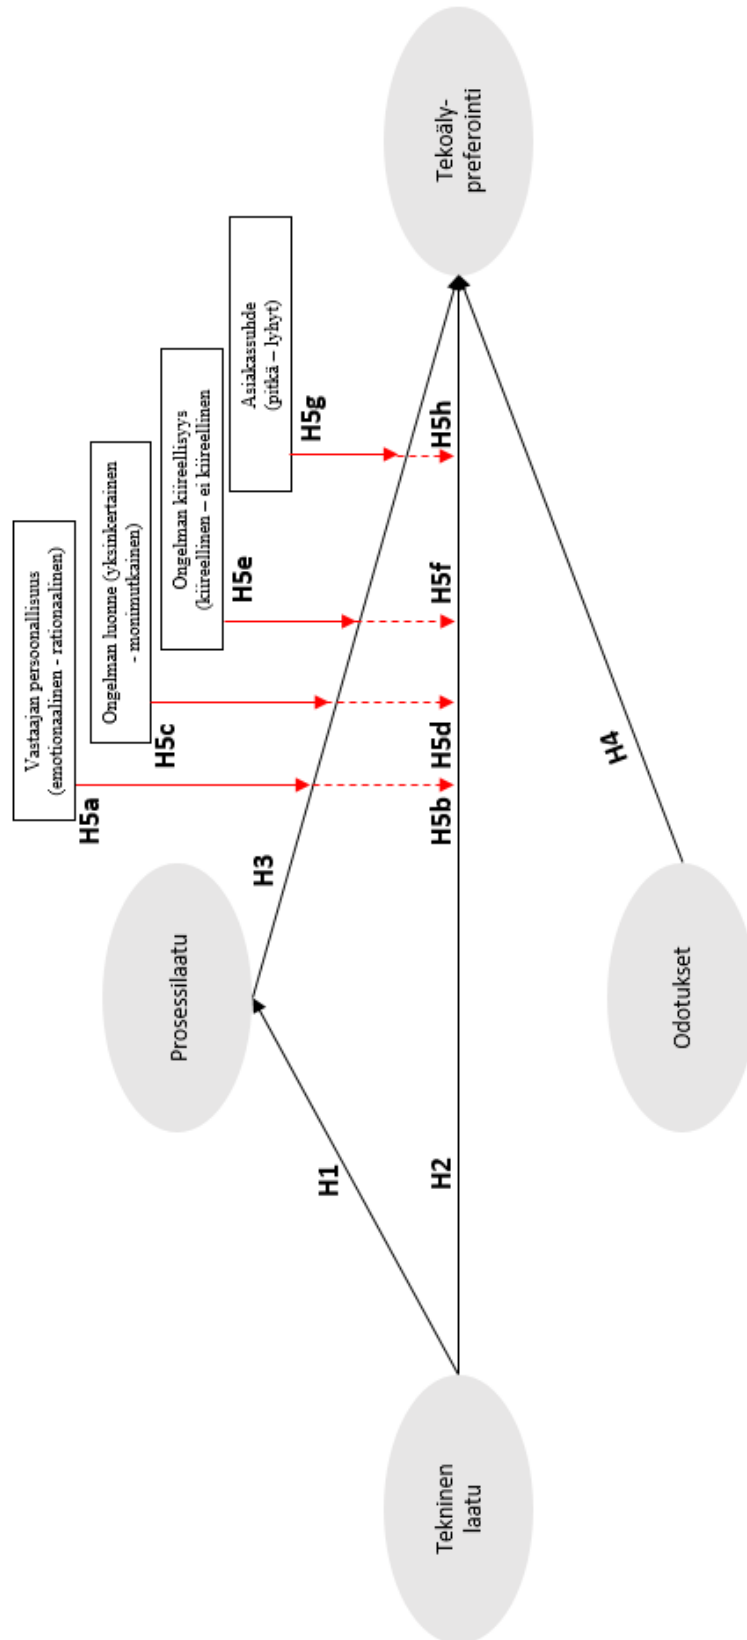 Vastaajan persoonallisuus
(emotionaalinen - rationaalinen)
H5a
Ongelman luonne (yksinkertainen
- monimutkainen)
H5c
Ongelman kiireellisyys
(kiireellinen – ei kiireellinen
H5e
Asiakassuhde
(pitkä – lyhyt)
H5g
Prosessilaatu
H3
H1
Tekninen
laatu
H2
H5b
H5d
H5f
H5h
Tekoäly-
preferointi
H4
Odotukset